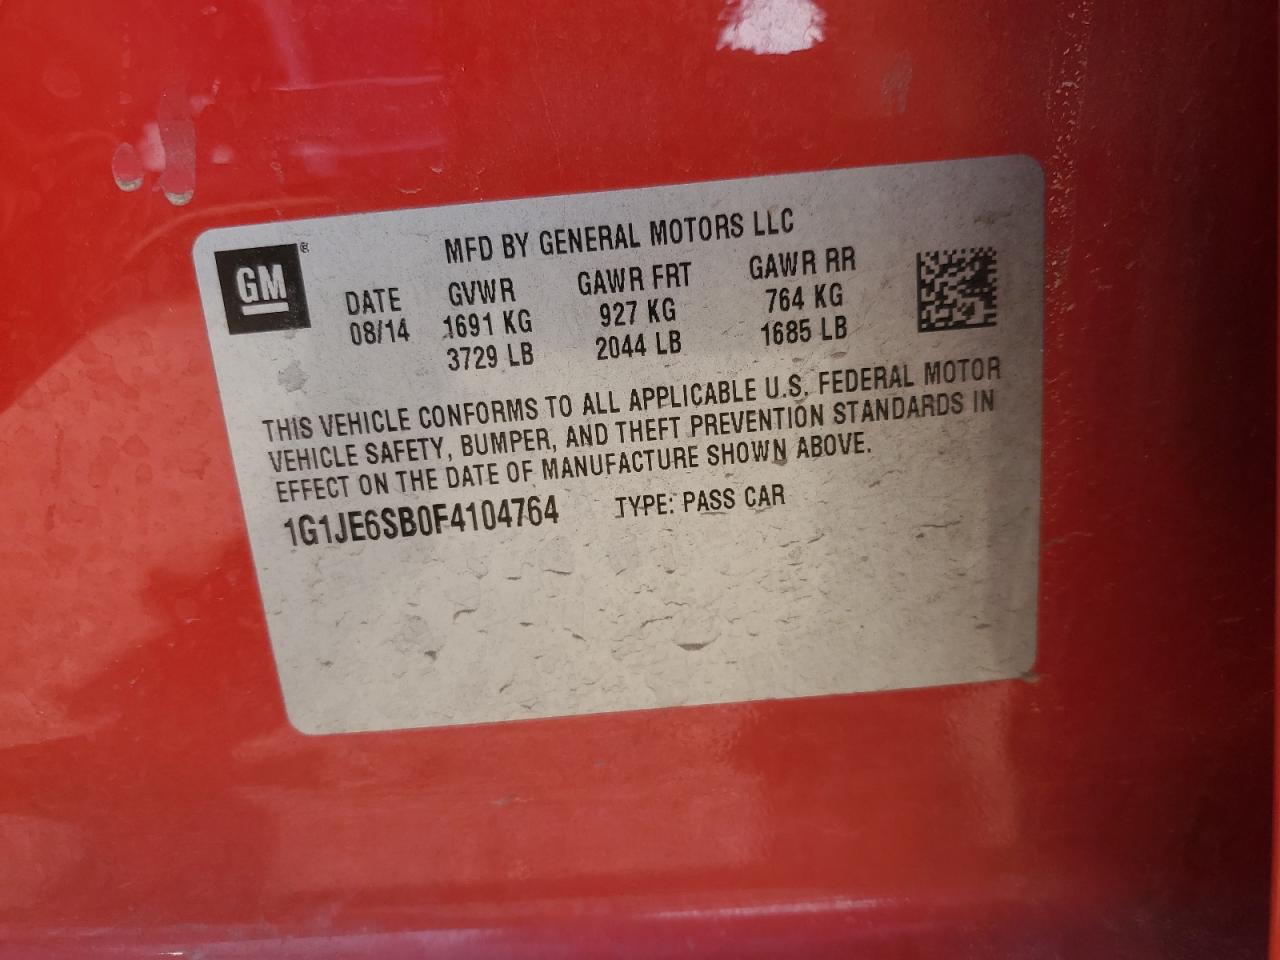 GM®
MFD BY GENERAL MOTORS LLC
DATE GVWR GAWR FRT GAWR RR
08/14 1691 KG 927 KG 764 KG
3729 LB 2044 LB 1685 LB
THIS VEHICLE CONFORMS TO ALL APPLICABLE U.S. FEDERAL MOTOR
VEHICLE SAFETY, BUMPER, AND THEFT PREVENTION STANDARDS IN
EFFECT ON THE DATE OF MANUFACTURE SHOWN ABOVE.
1G1JE6SB0F4104764 TYPE: PASS CAR